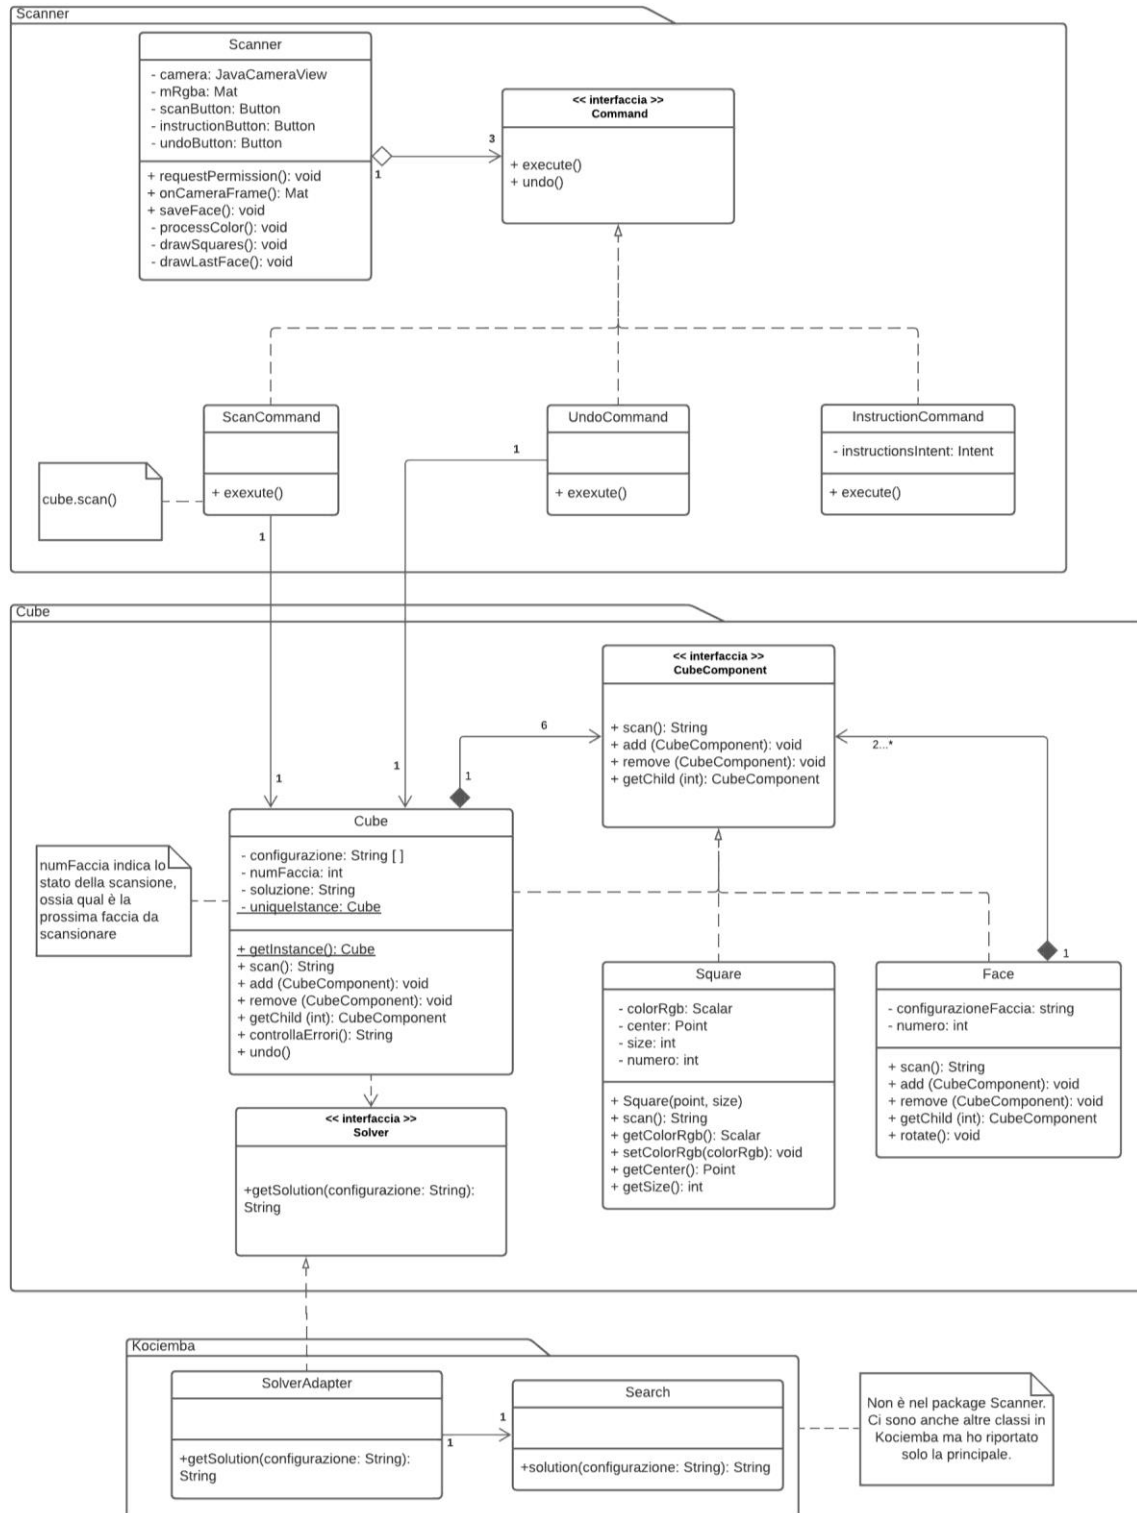 Scanner
Scanner
- camera: JavaCameraView
- mRgba: Mat
- scanButton: Button
- instructionButton: Button
- undoButton: Button
+ requestPermission(): void
+ onCameraFrame(): Mat
+ saveFace(): void
- processColor(): void
- drawSquares(): void
- drawLastFace(): void
1
3
<< interfaccia >>
Command
+ execute()
+ undo()
ScanCommand
+ exexute()
cube.scan()
1
UndoCommand
+ exexute()
1
InstructionCommand
- instructionsIntent: Intent
+ execute()
Cube
<< interfaccia >>
CubeComponent
+ scan(): String
+ add (CubeComponent): void
+ remove (CubeComponent): void
+ getChild (int): CubeComponent
6
2...*
1
1
1
Cube
- configurazione: String [ ]
- numFaccia: int
- soluzione: String
- uniqueIstance: Cube
+ getInstance(): Cube
+ scan(): String
+ add (CubeComponent): void
+ remove (CubeComponent): void
+ getChild (int): CubeComponent
+ controllaErrori(): String
+ undo()
numFaccia indica lo
stato della scansione,
ossia qual è la
prossima faccia da
scansionare
1
Square
- colorRgb: Scalar
- center: Point
- size: int
- numero: int
+ Square(point, size)
+ scan(): String
+ getColorRgb(): Scalar
+ setColorRgb(colorRgb): void
+ getCenter(): Point
+ getSize(): int
Face
- configurazioneFaccia: string
- numero: int
+ scan(): String
+ add (CubeComponent): void
+ remove (CubeComponent): void
+ getChild (int): CubeComponent
+ rotate(): void
<< interfaccia >>
Solver
+getSolution(configurazione: String):
String
Kociemba
SolverAdapter
+getSolution(configurazione: String):
String
1
1
Search
+solution(configurazione: String): String
Non è nel package Scanner.
Ci sono anche altre classi in
Kociemba ma ho riportato
solo la principale.